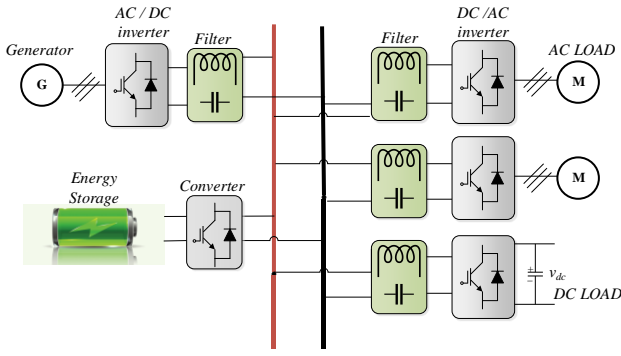 AC / DC
inverter
Generator
Filter
G
Filter
DC /AC
inverter
AC LOAD
M
M
Energy
Storage
Converter
+
−
v_dc
DC LOAD